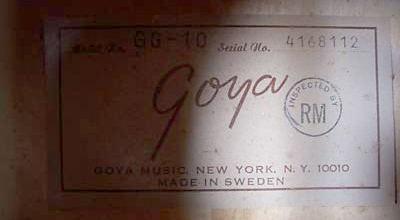 Model No. GG-10 Serial No. 4168112
Goya
INSPECTED BY
RM
GOYA MUSIC, NEW YORK, N.Y. 10010
MADE IN SWEDEN